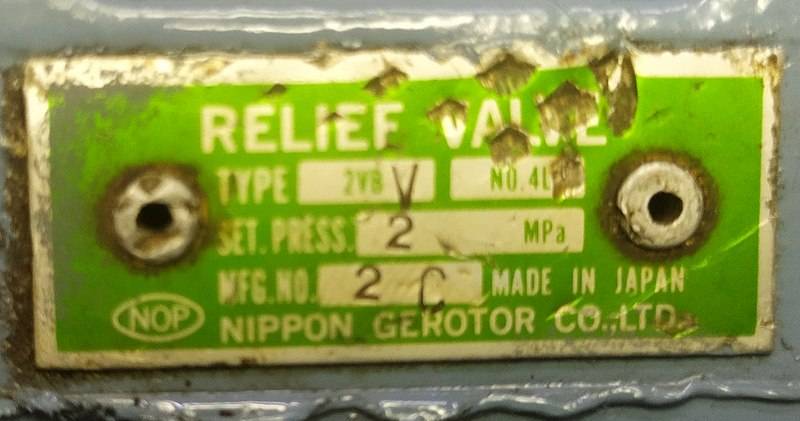 RELIEF VALVE
TYPE 2VB V NO.4L
SET.PRESS. 2 MPa
MFG.NO. 2 C MADE IN JAPAN
NOP NIPPON GEROTOR CO.,LTD.